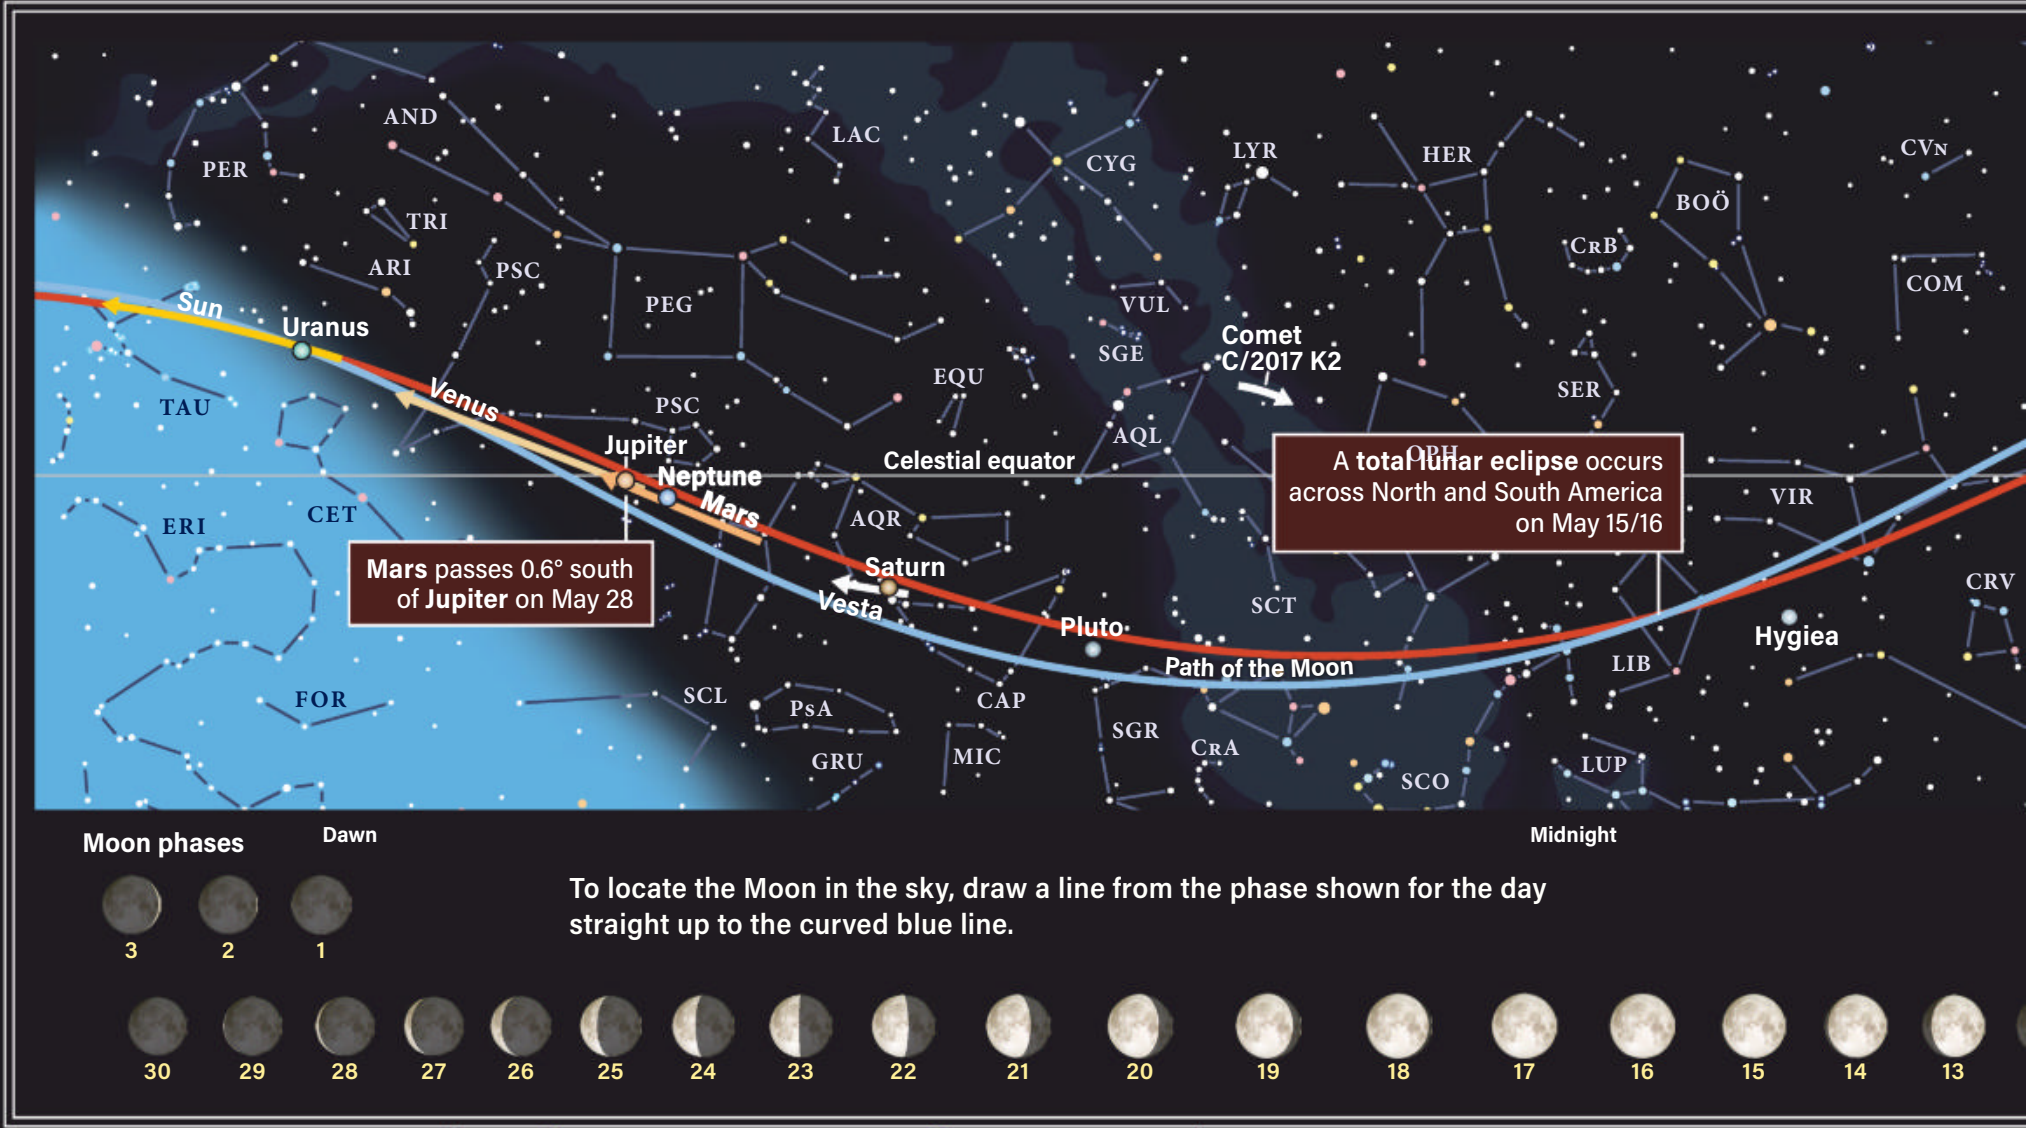 AND
LAC
PER
CYG
LYR
HER
CVN
BOÖ
TRI
CRB
ARI
PSC
COM
PEG
VUL
Sun
Uranus
Comet
C/2017 K2
SGE
EQU
SER
TAU
Venus
PSC
Jupiter
AQL
OPH
Celestial equator
Neptune
A total lunar eclipse occurs
across North and South America
on May 15/16
VIR
Mars
CET
ERI
AQR
Mars passes 0.6° south
of Jupiter on May 28
Saturn
Vesta
SCT
CRV
Pluto
Hygiea
Path of the Moon
LIB
FOR
SCL
PsA
CAP
SGR
CRA
GRU
MIC
SCO
LUP
Moon phases
Dawn
Midnight
To locate the Moon in the sky, draw a line from the phase shown for the day
straight up to the curved blue line.
3 2 1
30 29 28 27 26 25 24 23 22 21 20 19 18 17 16 15 14 13